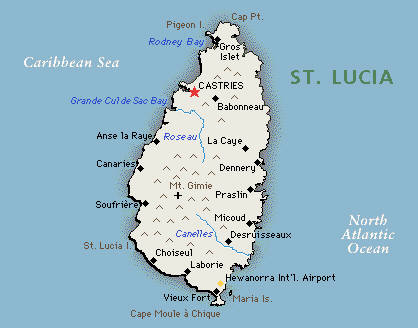 Cap Pt.
Pigeon I.
Rodney Bay
Gros
Islet
Caribbean Sea
ST. LUCIA
CASTRIES
Grande Cul de Sac Bay
Babonneau
Anse la Raye
Roseau
La Caye
Canaries
Dennery
Mt. Gimie
Praslin
Soufrière
Micoud
North
Atlantic
Ocean
Canelles
Desruisseaux
St. Lucia I.
Choiseul
Laborie
Hewanorra Int'l. Airport
Vieux Fort
Maria Is.
Cape Moule à Chique